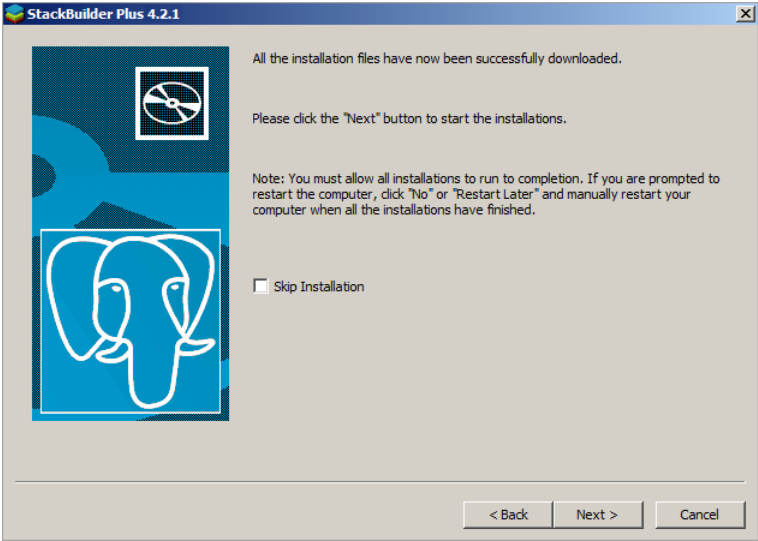 StackBuilder Plus 4.2.1
All the installation files have now been successfully downloaded.
Please click the "Next" button to start the installations.
Note: You must allow all installations to run to completion. If you are prompted to
restart the computer, click "No" or "Restart Later" and manually restart your
computer when all the installations have finished.
Skip Installation
< Back
Next >
Cancel